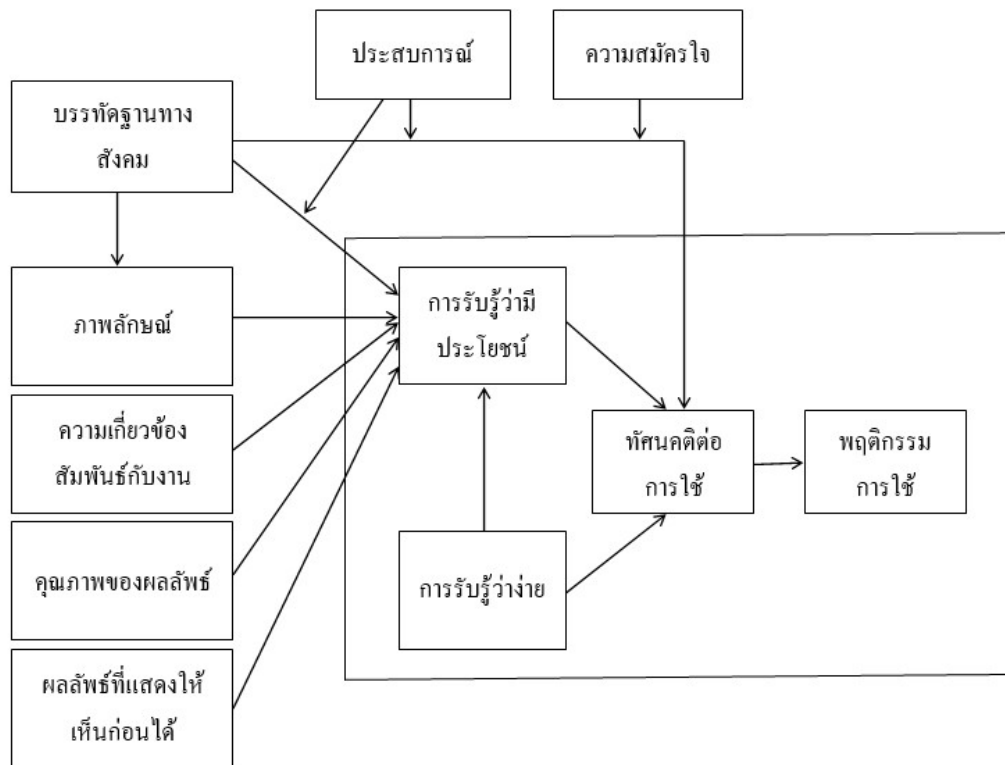 ประสบการณ์
ความสมัครใจ
บรรทัดฐานทาง
สังคม
ภาพลักษณ์
การรับรู้ว่ามี
ประโยชน์
ความเกี่ยวข้อง
สัมพันธ์กับงาน
ทัศนคติต่อ
การใช้
พฤติกรรม
การใช้
คุณภาพของผลลัพธ์
การรับรู้ว่าง่าย
ผลลัพธ์ที่แสดงให้
เห็นก่อนได้